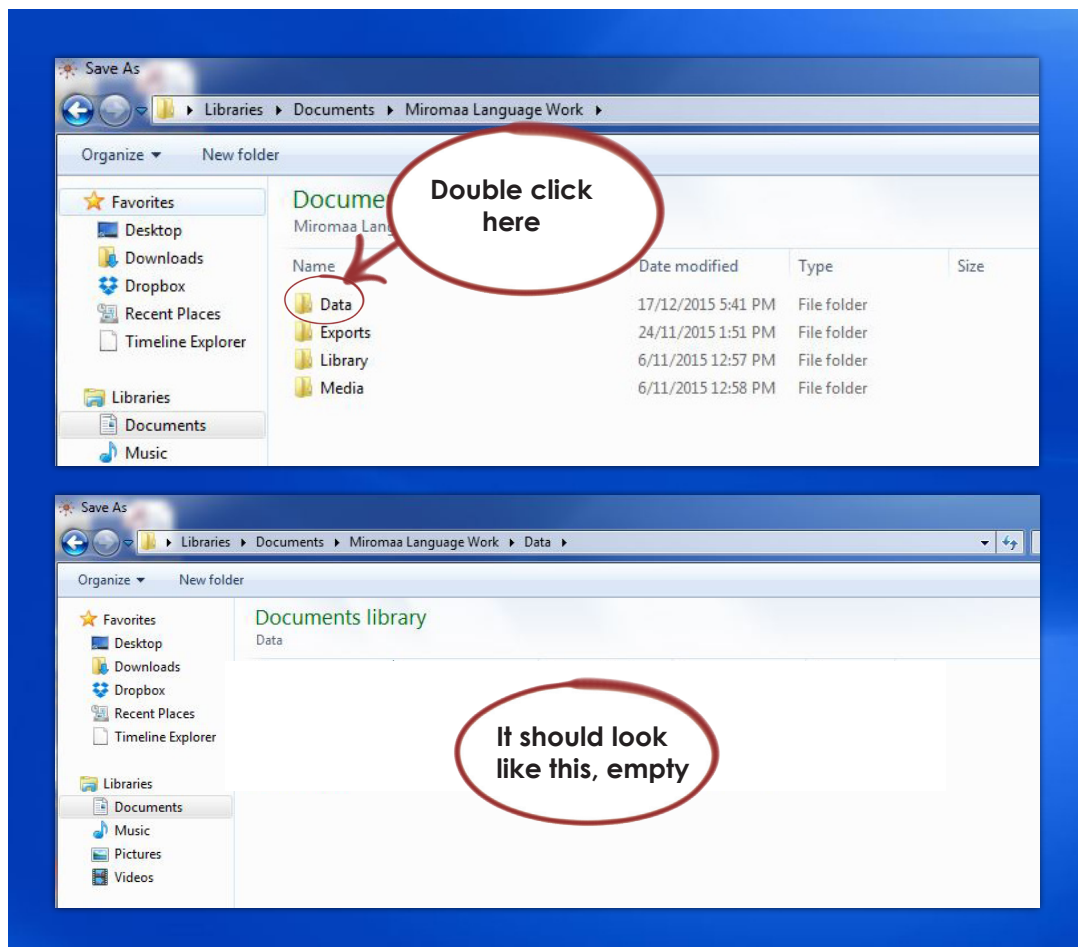 Save As
Libraries Documents Miromaa Language Work
Organize New folder
Favorites
Desktop
Downloads
Dropbox
Recent Places
Timeline Explorer
Libraries
Documents
Music
Double click
here
Name Date modified Type Size
Data 17/12/2015 5:41 PM File folder
Exports 24/11/2015 1:51 PM File folder
Library 6/11/2015 12:57 PM File folder
Media 6/11/2015 12:58 PM File folder
Save As
Libraries Documents Miromaa Language Work Data
Organize New folder
Favorites
Desktop
Downloads
Dropbox
Recent Places
Timeline Explorer
Libraries
Documents
Music
Pictures
Videos
Documents library
Data
It should look
like this, empty